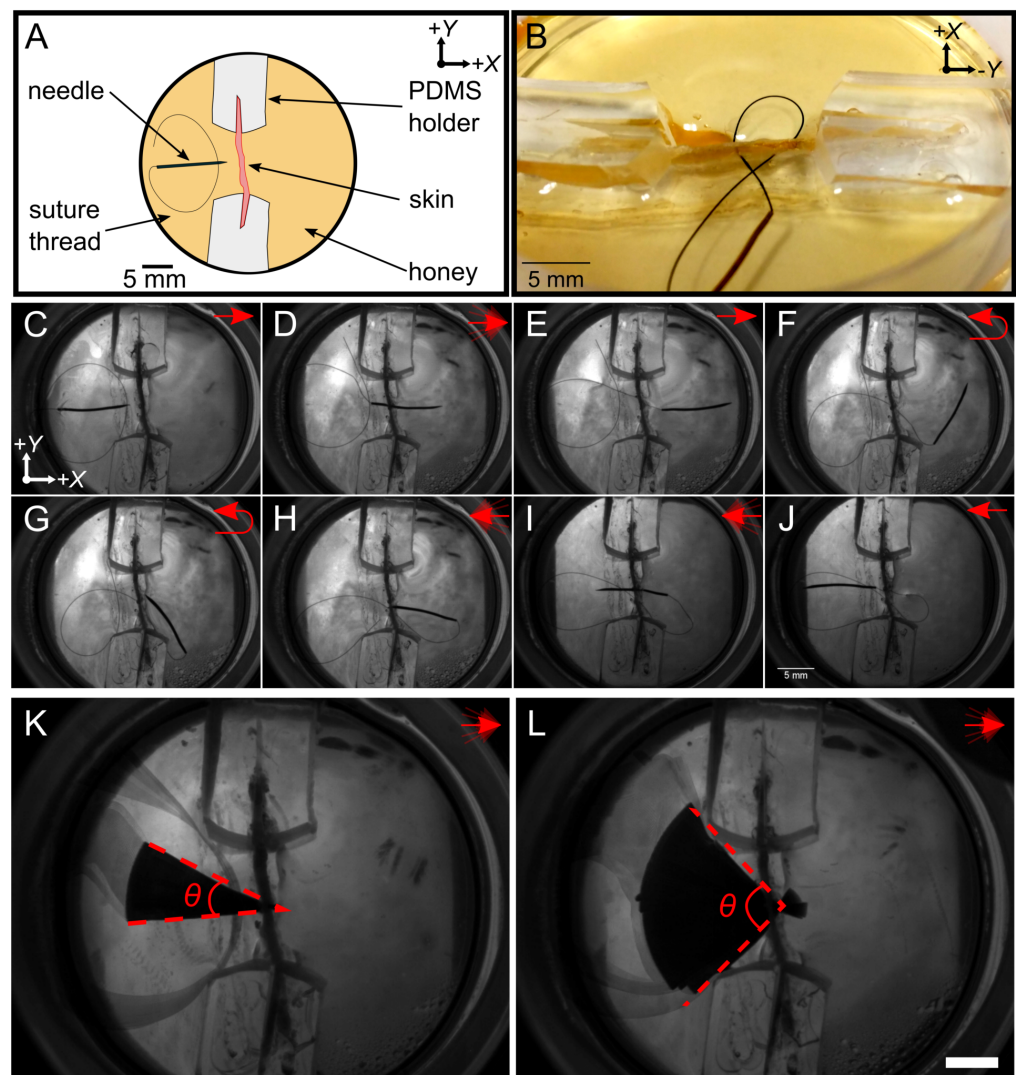 A
+Y
+X
needle
PDMS
holder
suture
thread
skin
honey
5 mm
B
+X
-Y
5 mm
C
+Y
+X
D
E
F
G
H
I
J
5 mm
K
θ
L
θ